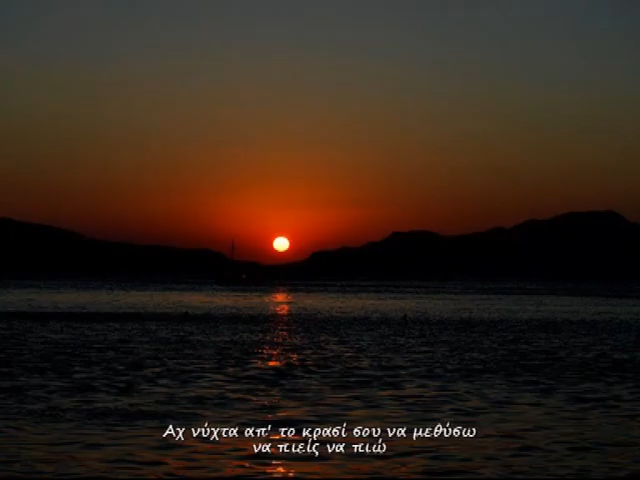 Αχ νύχτα απ' το κρασί σου να μεθύσω
να πιείς να πιώ